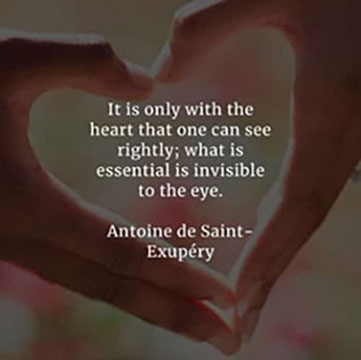 It is only with the
heart that one can see
rightly; what is
essential is invisible
to the eye.
Antoine de Saint-
Exupéry